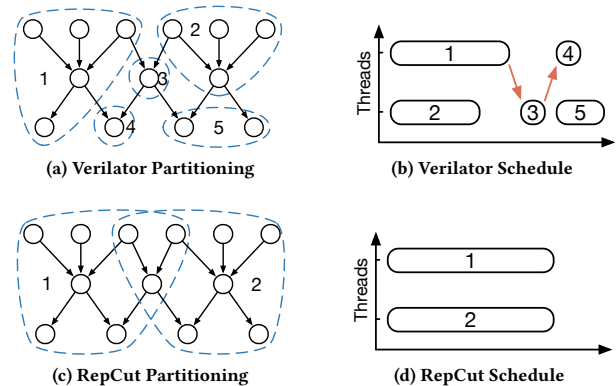 1
2
3
4
5
(a) Verilator Partitioning
Threads
1
4
2
3
5
(b) Verilator Schedule
1
2
(c) RepCut Partitioning
Threads
1
2
(d) RepCut Schedule